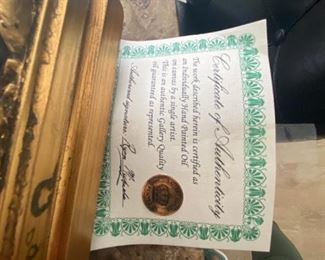 Certificate of Authenticity
The work described herein is certified as
an Individually Hand Painted Oil
on canvas by a single artist.
This is an authentic Gallery Quality
oil guaranteed as represented.
Authorized signature